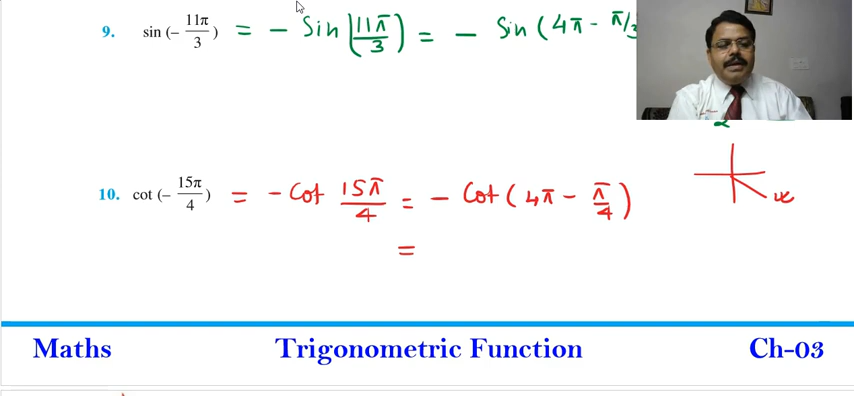 9. sin (– 11π/3) = - Sin (11π/3) = - Sin (4π - π/3
10. cot (– 15π/4) = - Cot 15π/4 = - Cot (4π - π/4)
=
Maths Trigonometric Function Ch-03